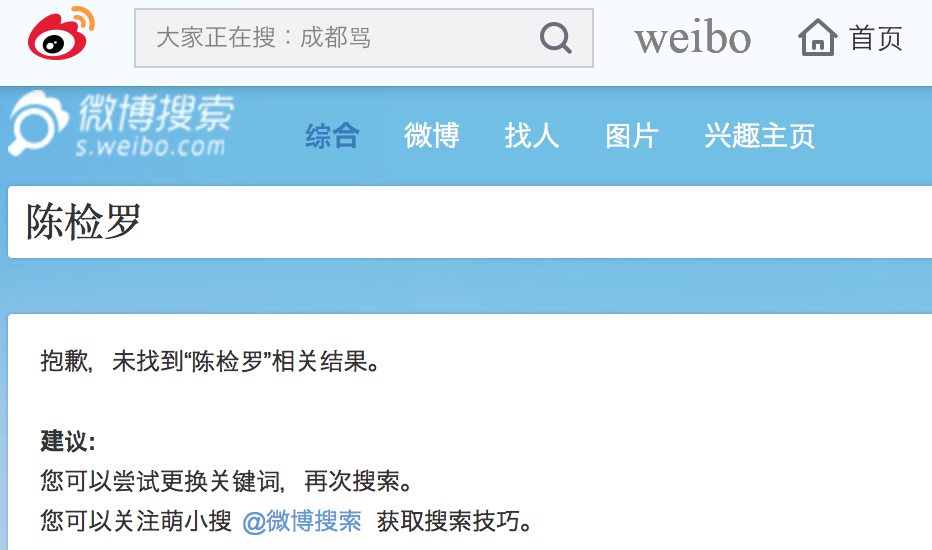 大家正在搜：成都骂
weibo
首页
微博搜索
s.weibo.com
综合 微博 找人 图片 兴趣主页
陈检罗
抱歉，未找到“陈检罗”相关结果。
建议:
您可以尝试更换关键词，再次搜索。
您可以关注萌小搜 @微博搜索 获取搜索技巧。